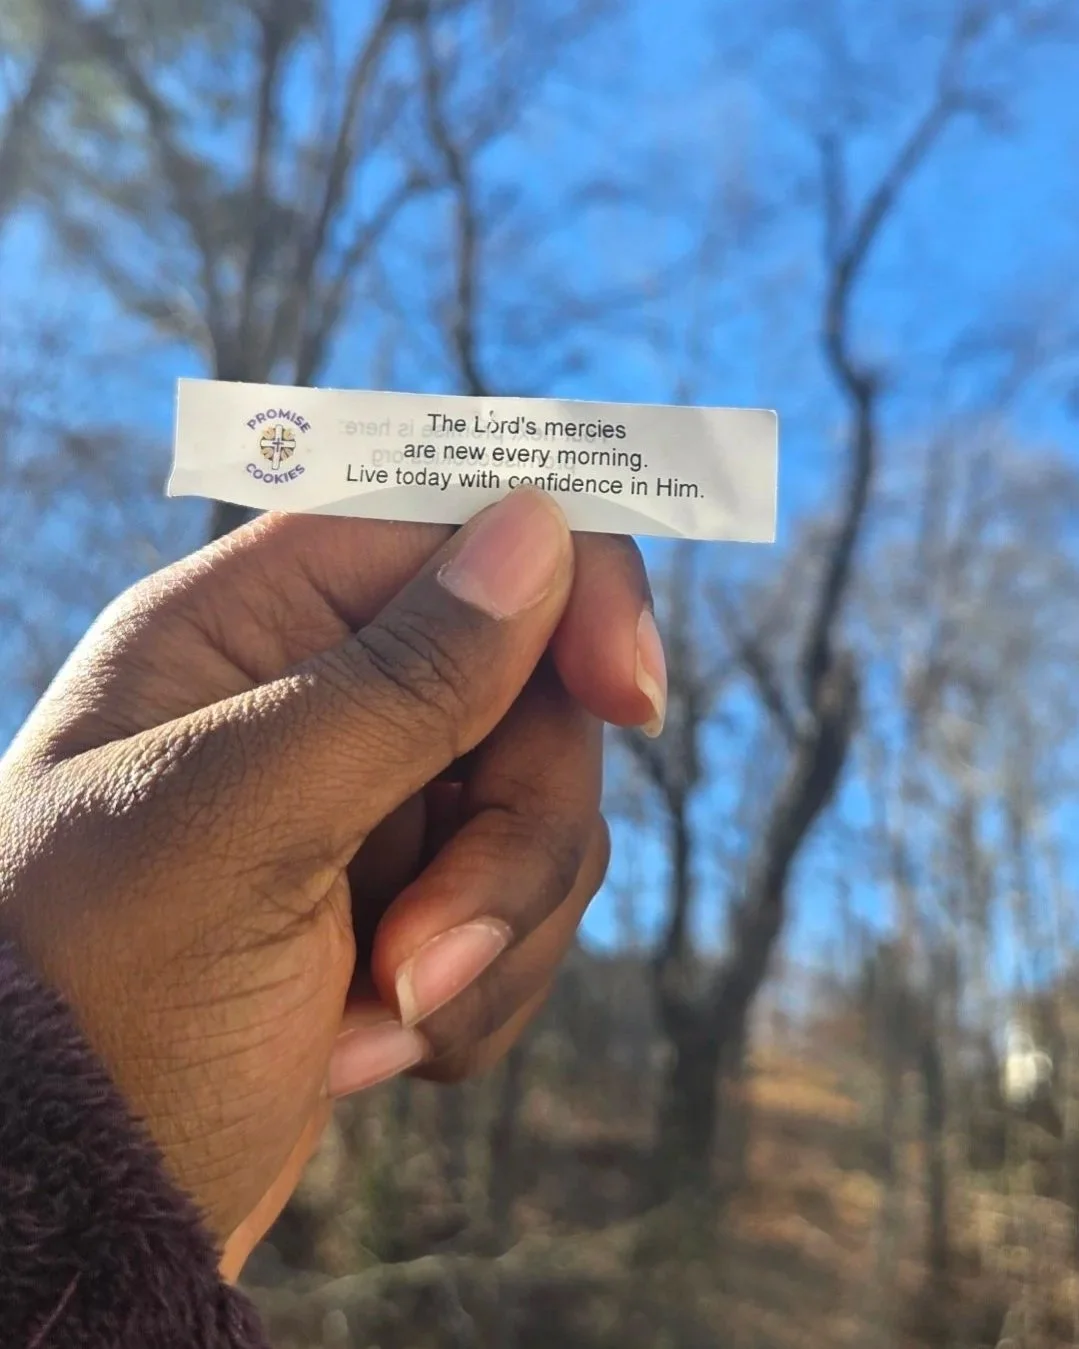 PROMISE
COOKIES
The Lord's mercies
are new every morning.
Live today with confidence in Him.